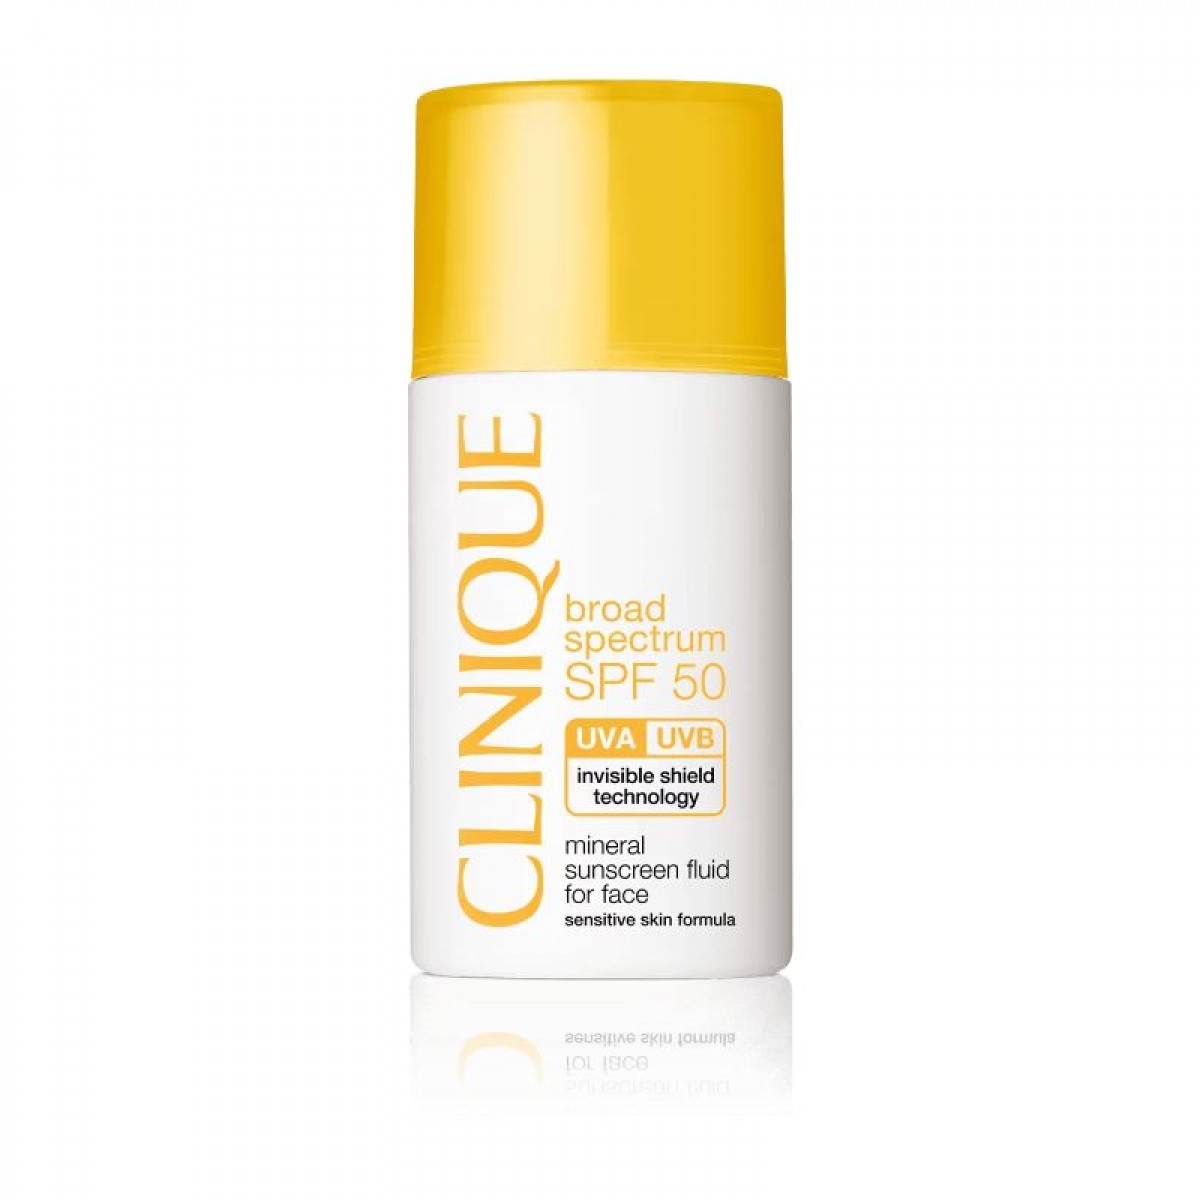 CLINIQUE
broad
spectrum
SPF 50
UVA UVB
invisible shield
technology
mineral
sunscreen fluid
for face
sensitive skin formula